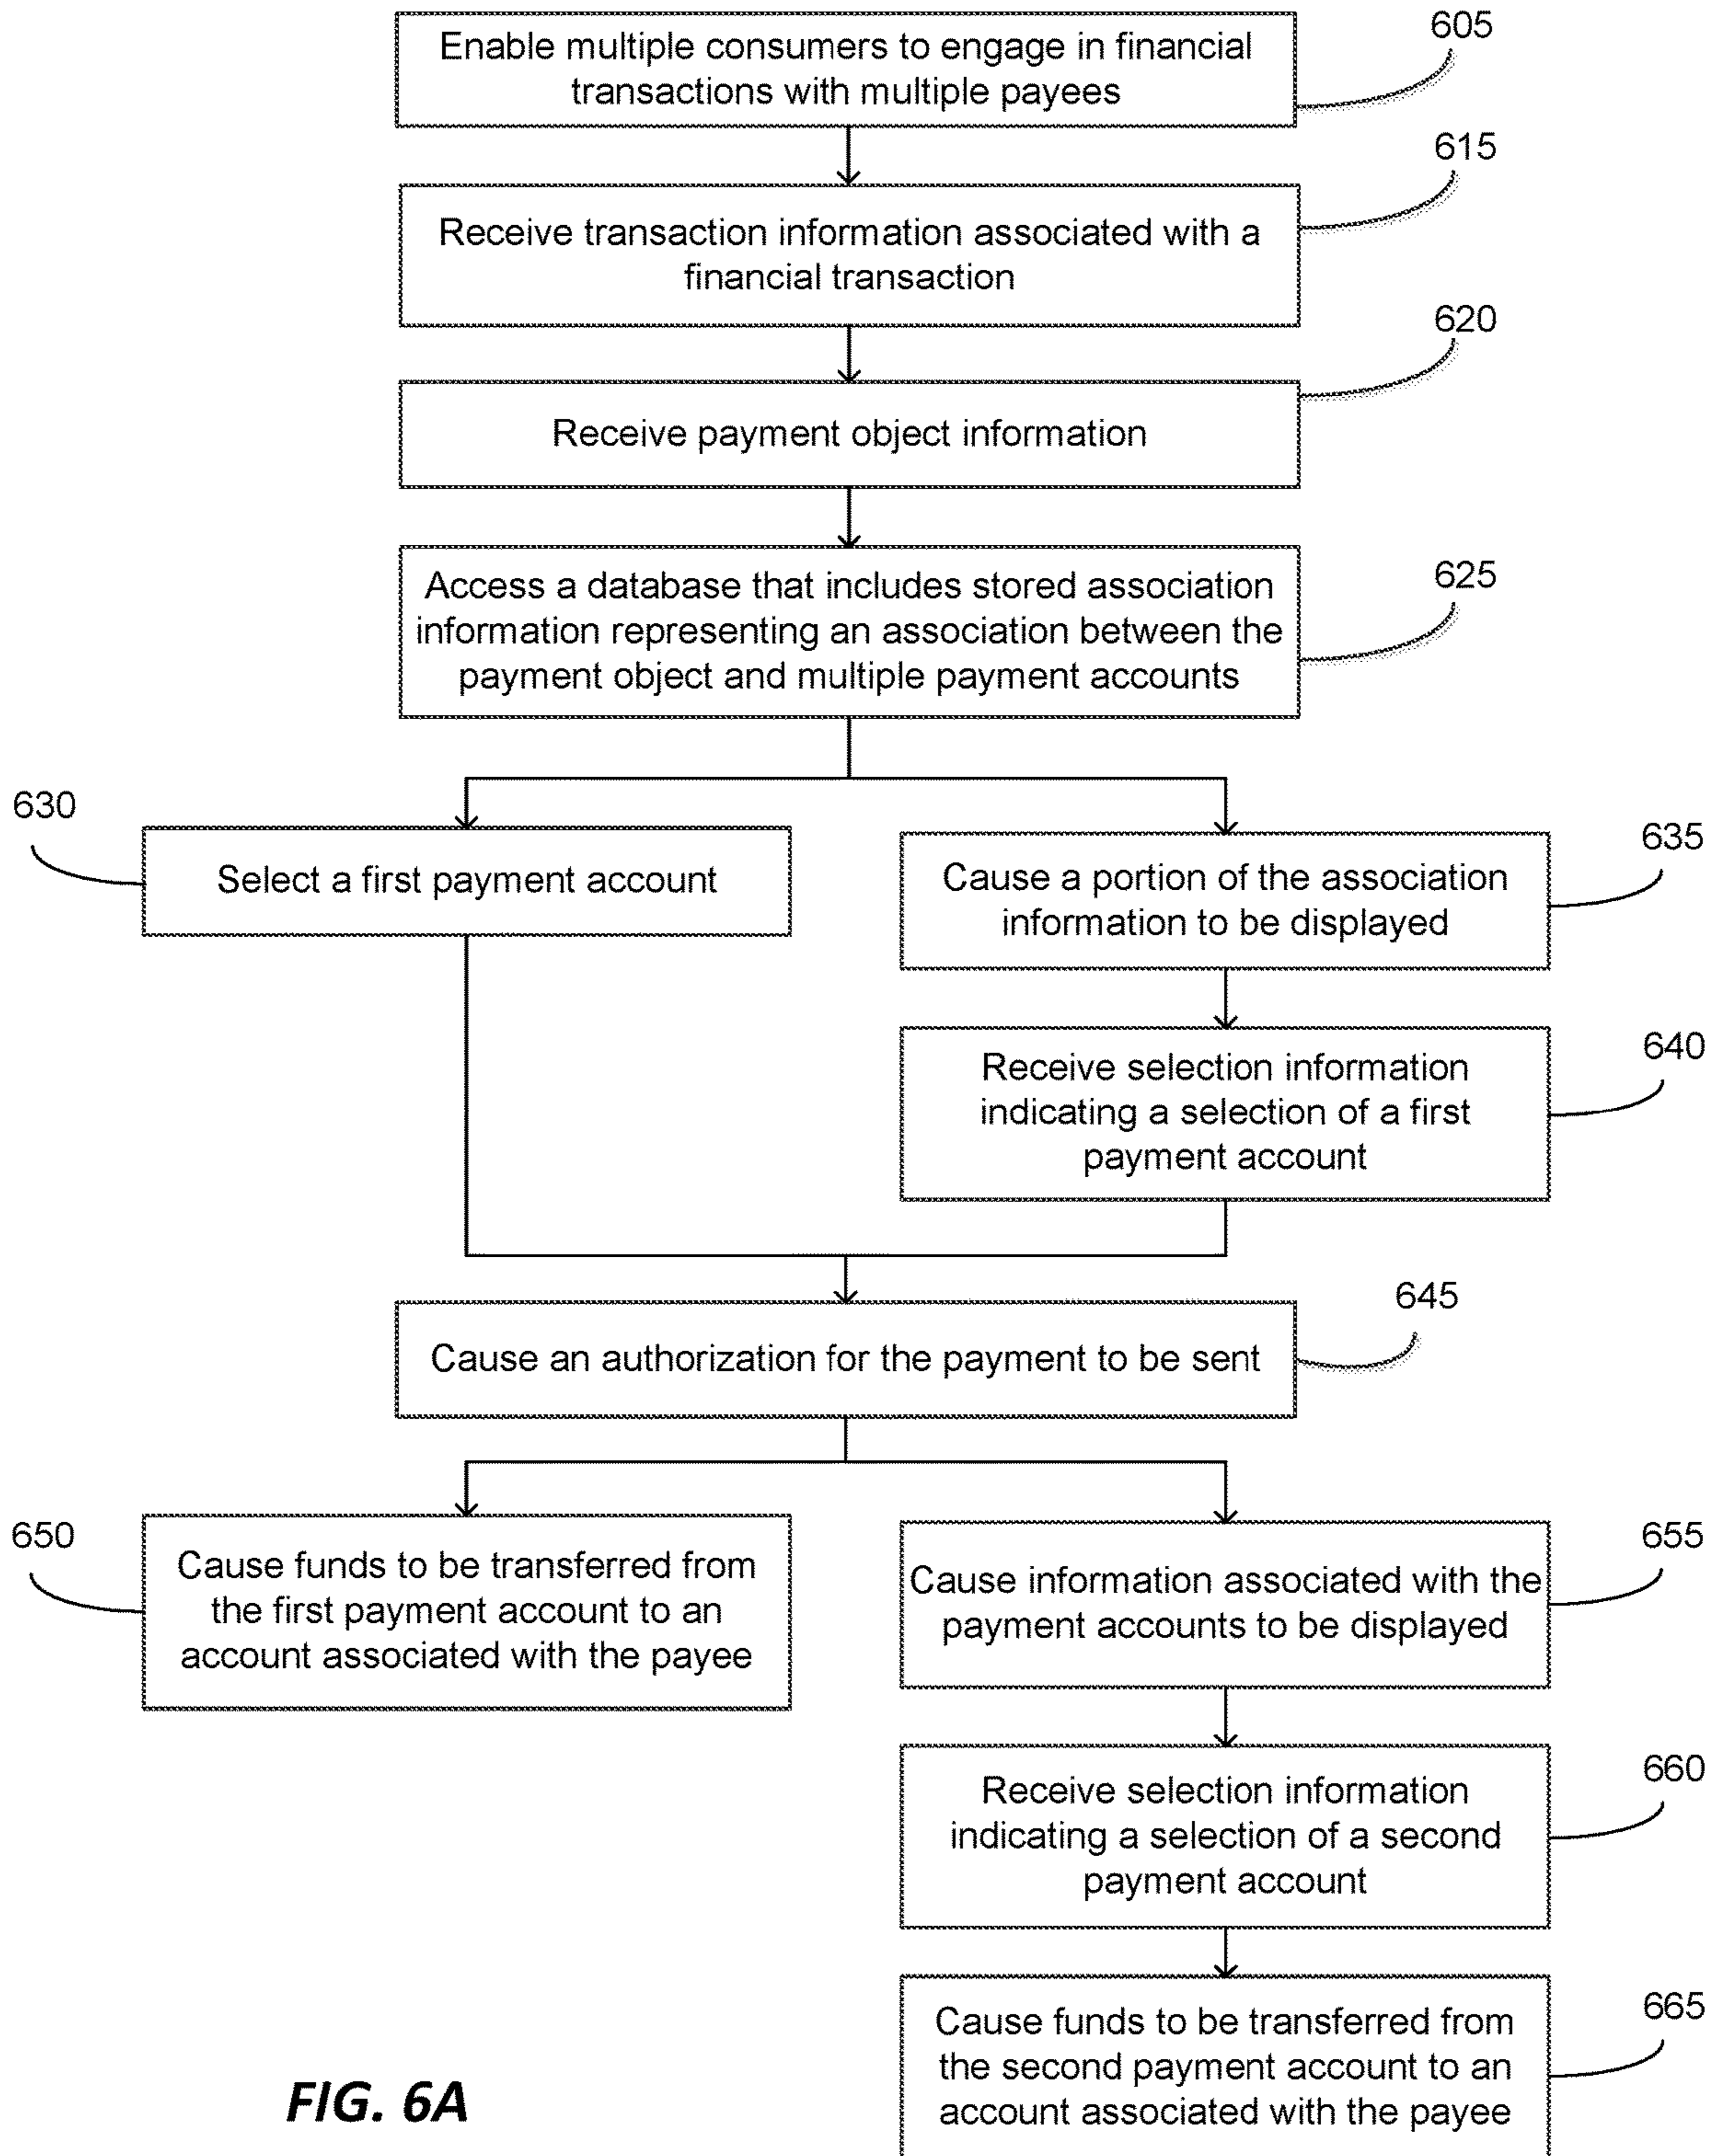 Enable multiple consumers to engage in financial
transactions with multiple payees
605
Receive transaction information associated with a
financial transaction
615
Receive payment object information
620
Access a database that includes stored association
information representing an association between the
payment object and multiple payment accounts
625
630
Select a first payment account
Cause a portion of the association
information to be displayed
635
Receive selection information
indicating a selection of a first
payment account
640
Cause an authorization for the payment to be sent
645
650
Cause funds to be transferred from
the first payment account to an
account associated with the payee
Cause information associated with the
payment accounts to be displayed
655
Receive selection information
indicating a selection of a second
payment account
660
Cause funds to be transferred from
the second payment account to an
account associated with the payee
665
FIG. 6A